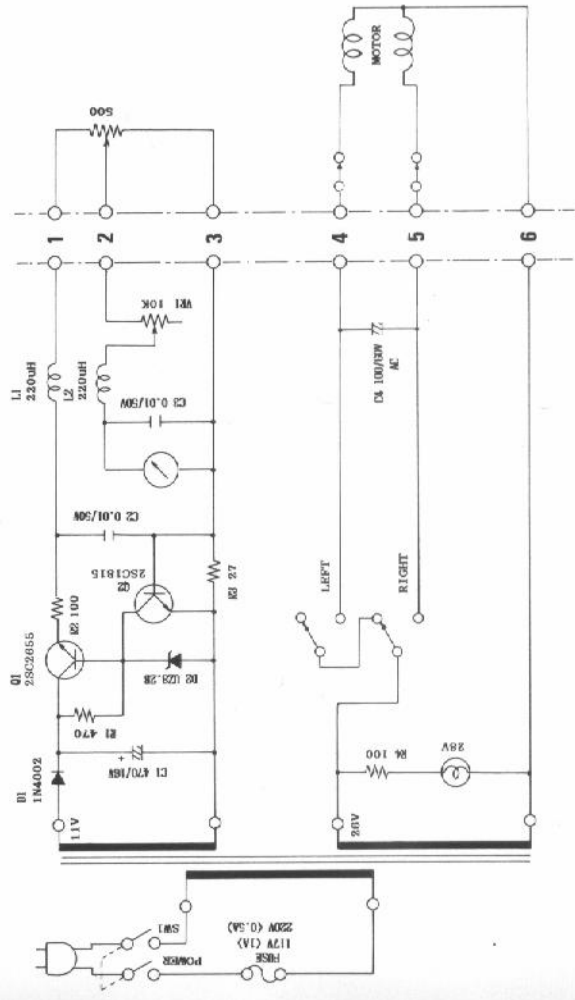 MOTOR
500
1
2
3
4
5
6
L1
220uH
L2
220uH
VR1 10K
C3 0.01/50V
C4 100/60V
AC
C2 0.01/50V
Q2
2SC1815
R3 27
LEFT
RIGHT
Q1
2SC2655
R2 100
D2 UZ8.2B
R1 470
+
C1 470/16V
R4 100
28V
D1
1N4002
11V
26V
SW1
POWER
FUSE
117V (1A)
220V (0.5A)